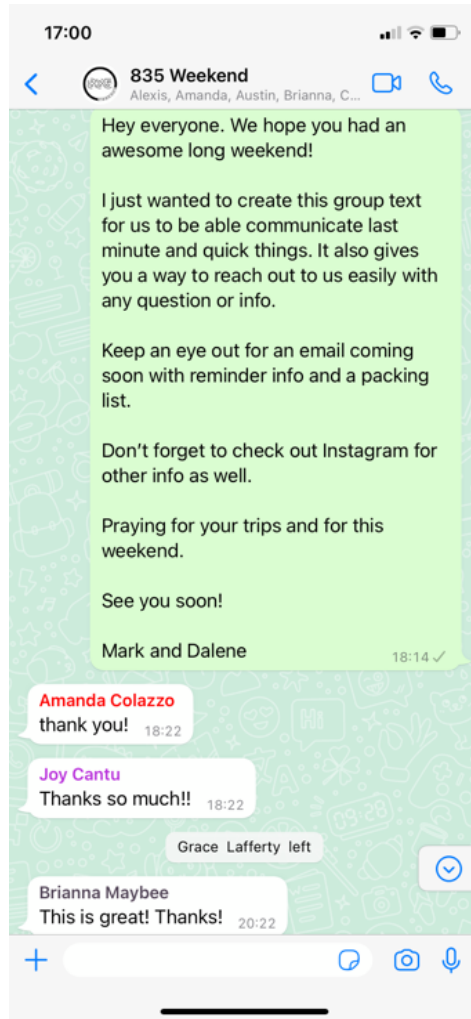 17:00
835 Weekend
Alexis, Amanda, Austin, Brianna, C...
Hey everyone. We hope you had an
awesome long weekend!
I just wanted to create this group text
for us to be able communicate last
minute and quick things. It also gives
you a way to reach out to us easily with
any question or info.
Keep an eye out for an email coming
soon with reminder info and a packing
list.
Don’t forget to check out Instagram for
other info as well.
Praying for your trips and for this
weekend.
See you soon!
Mark and Dalene
18:14
Amanda Colazzo
thank you! 18:22
Joy Cantu
Thanks so much!! 18:22
Grace Lafferty left
Brianna Maybee
This is great! Thanks! 20:22